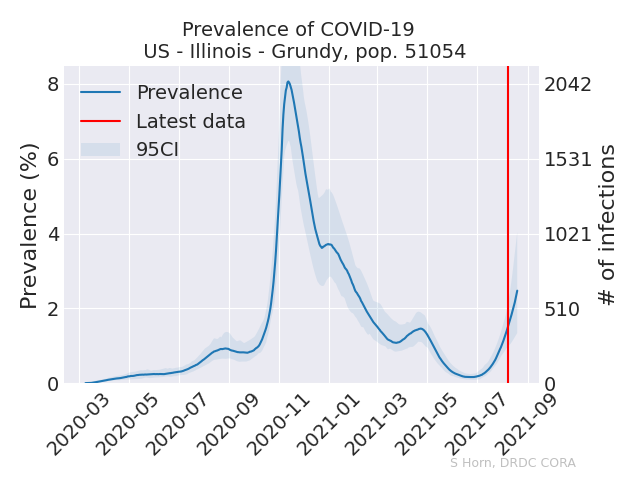 Prevalence of COVID-19
US - Illinois - Grundy, pop. 51054
Prevalence
Latest data
95CI
Prevalence (%)
8
6
4
2
0
2042
1531
1021
510
0
# of infections
2020-03
2020-05
2020-07
2020-09
2020-11
2021-01
2021-03
2021-05
2021-07
2021-09
S Horn, DRDC CORA